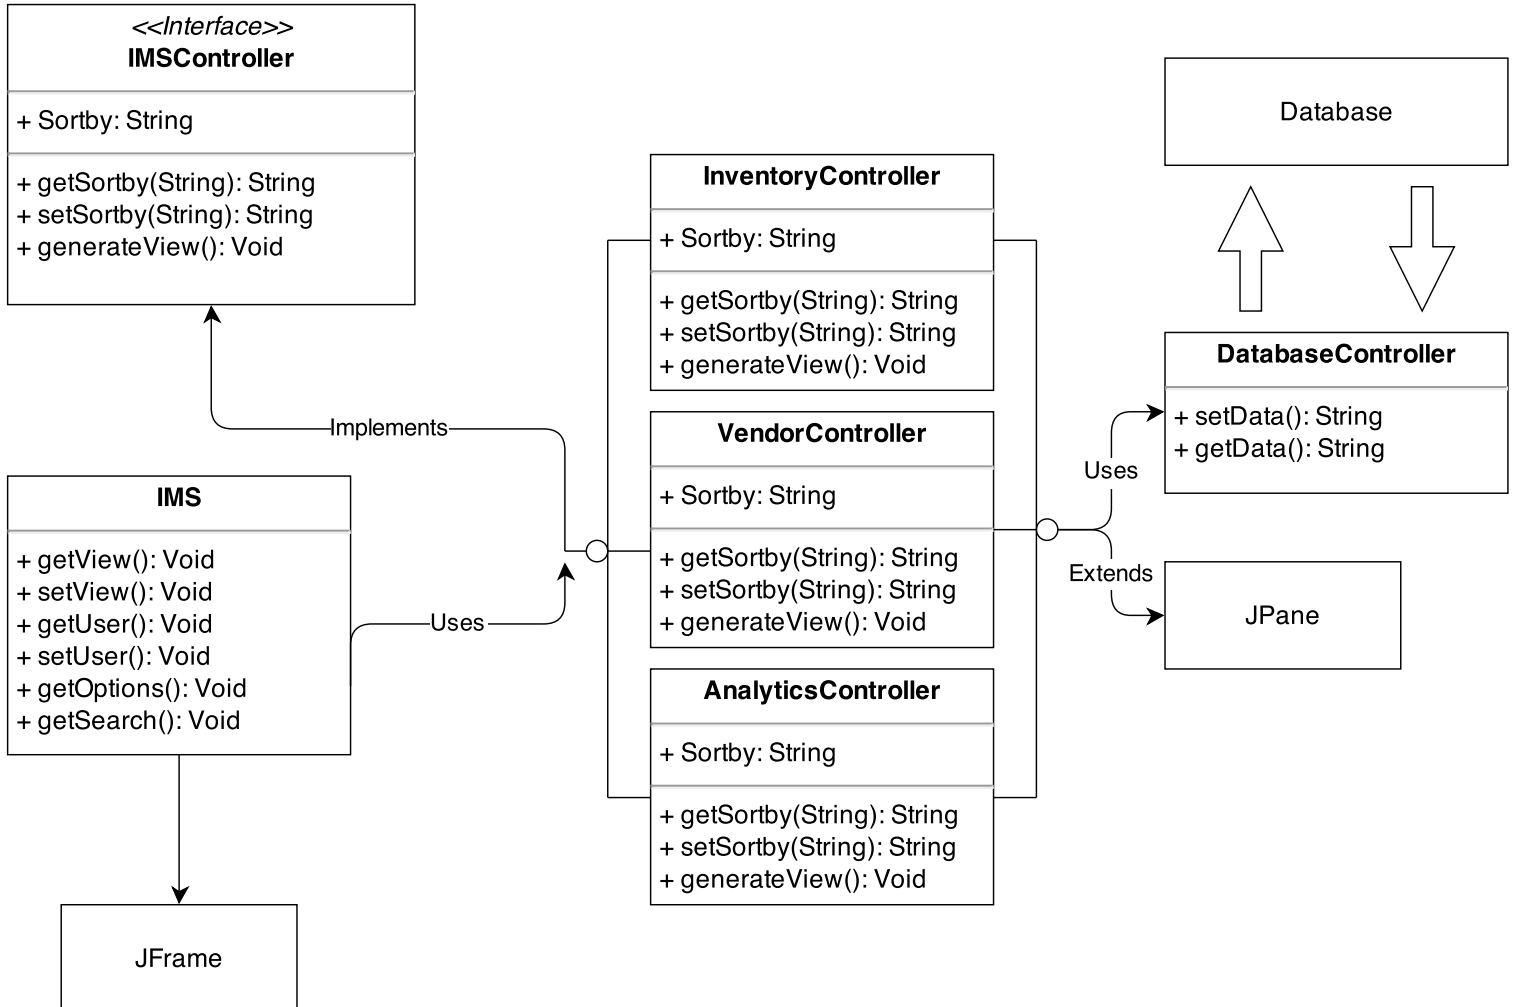 <<Interface>>
IMSController
+ Sortby: String
+ getSortby(String): String
+ setSortby(String): String
+ generateView(): Void
Implements
IMS
+ getView(): Void
+ setView(): Void
+ getUser(): Void
+ setUser(): Void
+ getOptions(): Void
+ getSearch(): Void
Uses
JFrame
InventoryController
+ Sortby: String
+ getSortby(String): String
+ setSortby(String): String
+ generateView(): Void
VendorController
+ Sortby: String
+ getSortby(String): String
+ setSortby(String): String
+ generateView(): Void
AnalyticsController
+ Sortby: String
+ getSortby(String): String
+ setSortby(String): String
+ generateView(): Void
Database
DatabaseController
+ setData(): String
+ getData(): String
Uses
Extends
JPane